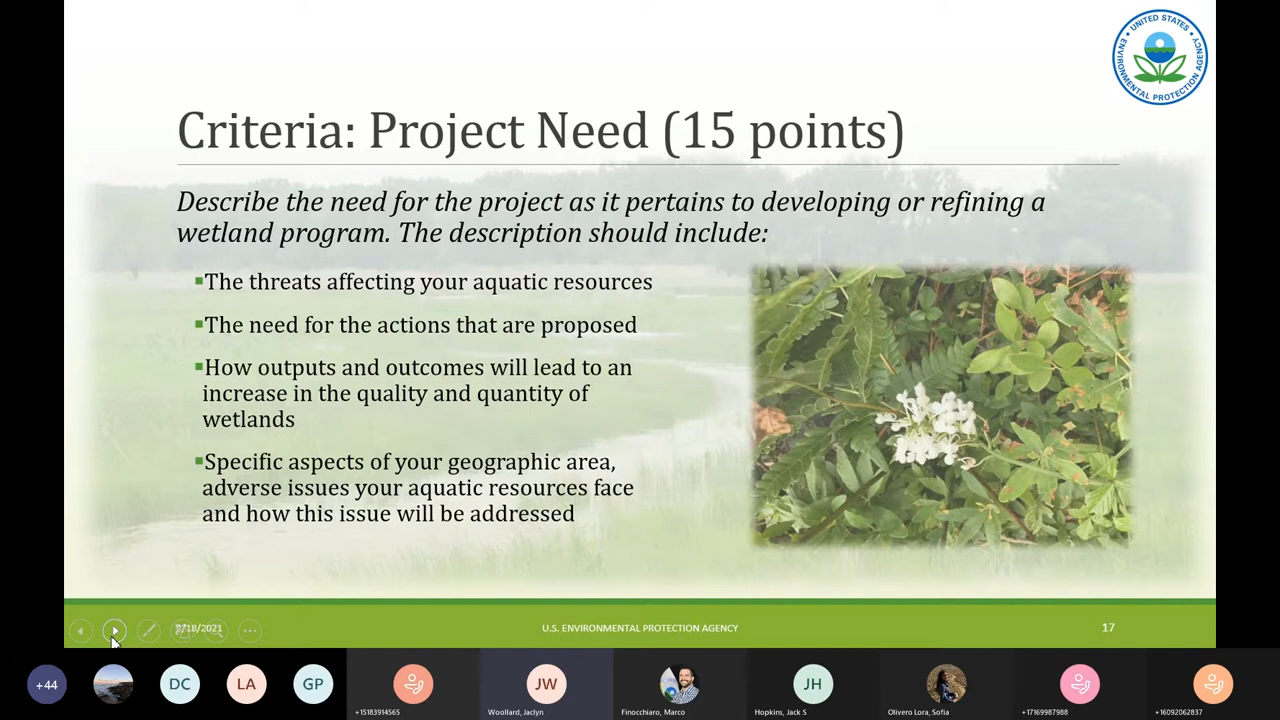 UNITED STATES
ENVIRONMENTAL PROTECTION AGENCY
Criteria: Project Need (15 points)
Describe the need for the project as it pertains to developing or refining a
wetland program. The description should include:
▪The threats affecting your aquatic resources
▪The need for the actions that are proposed
▪How outputs and outcomes will lead to an
increase in the quality and quantity of
wetlands
▪Specific aspects of your geographic area,
adverse issues your aquatic resources face
and how this issue will be addressed
/18/2021
U.S. ENVIRONMENTAL PROTECTION AGENCY
17
+44
DC
LA
GP
JW
JH
+15183914565
Woollard, Jaclyn
Finocchiaro, Marco
Hopkins, Jack S
Olivero Lora, Sofia
+17169987988
+16092062837